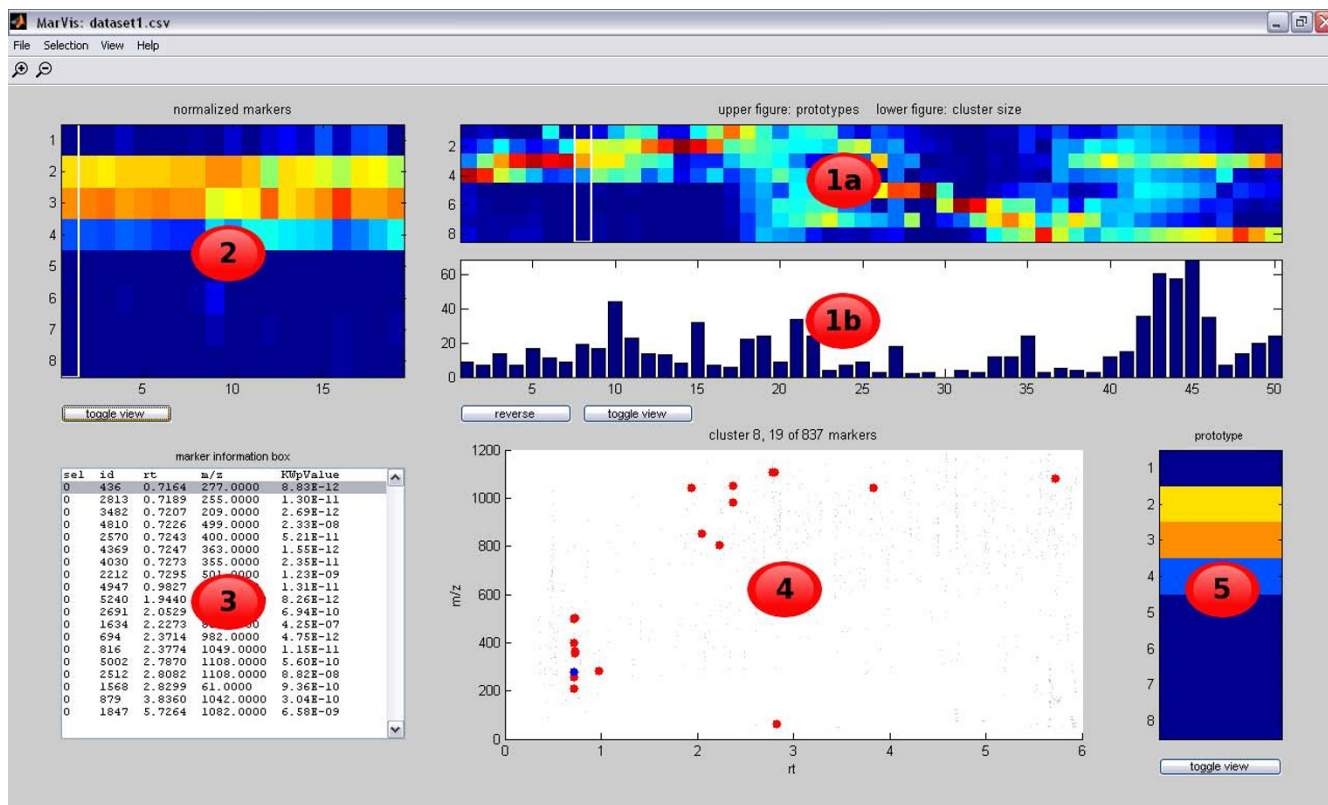 MarVis: dataset1.csv
File Selection View Help
normalized markers
1
2
3
4
5
6
7
8
5 10 15
2
toggle view
upper figure: prototypes lower figure: cluster size
2
4
6
8
1a
60
40
20
0
5 10 15 20 25 30 35 40 45 50
1b
reverse toggle view
marker information box
sel id rt m/z KWpValue
0 436 0.7164 277.0000 8.83E-12
0 2813 0.7189 255.0000 1.30E-11
0 3482 0.7207 209.0000 2.69E-12
0 4810 0.7226 499.0000 2.33E-08
0 2570 0.7243 400.0000 5.21E-11
0 4369 0.7247 363.0000 1.55E-12
0 4030 0.7273 355.0000 2.35E-11
0 2212 0.7295 501.0000 1.23E-09
0 4947 0.9827 1.31E-11
0 5240 1.9440 6.26E-12
0 2691 2.0529 6.94E-10
0 1634 2.2273 4.25E-07
0 694 2.3714 982.0000 4.75E-12
0 816 2.3774 1049.0000 1.15E-11
0 5002 2.7870 1108.0000 5.60E-10
0 2512 2.8082 1108.0000 8.82E-08
0 1568 2.8299 61.0000 9.36E-10
0 879 3.8360 1042.0000 3.04E-10
0 1847 5.7264 1082.0000 6.58E-09
3
cluster 8, 19 of 837 markers
1200
1000
800
600
400
200
0
m/z
0 1 2 3 4 5 6
rt
4
prototype
1
2
3
4
5
6
7
8
5
toggle view